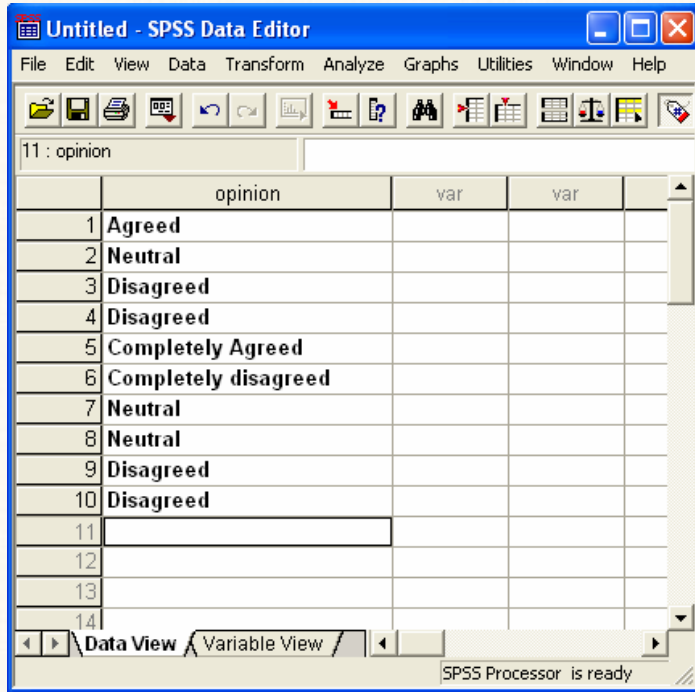 Untitled - SPSS Data Editor
File Edit View Data Transform Analyze Graphs Utilities Window Help
11 : opinion
opinion var var
1 Agreed
2 Neutral
3 Disagreed
4 Disagreed
5 Completely Agreed
6 Completely disagreed
7 Neutral
8 Neutral
9 Disagreed
10 Disagreed
11
12
13
14
Data View Variable View
SPSS Processor is ready